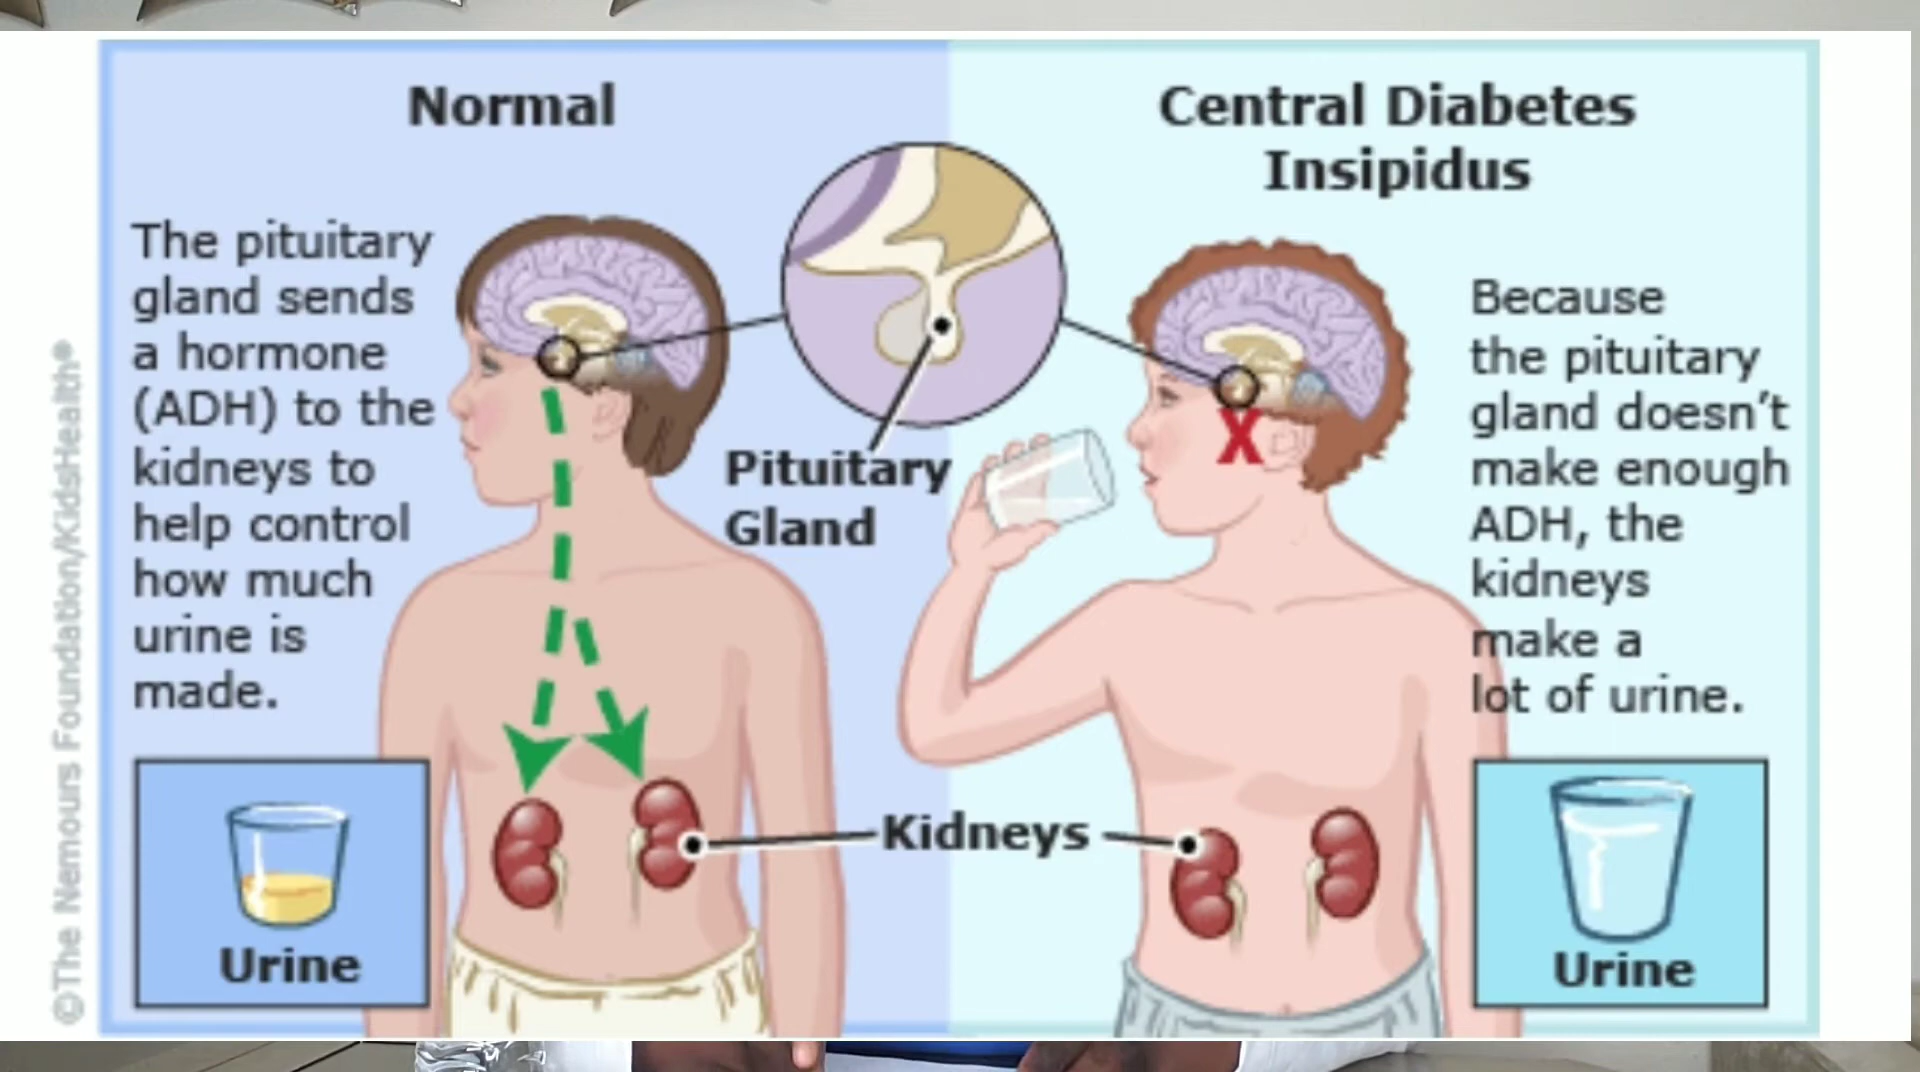 Normal
The pituitary
gland sends
a hormone
(ADH) to the
kidneys to
help control
how much
urine is
made.
Urine
Pituitary
Gland
Kidneys
Central Diabetes
Insipidus
Because
the pituitary
gland doesn't
make enough
ADH, the
kidneys
make a
lot of urine.
Urine
X
©The Nemours Foundation/KidsHealth®